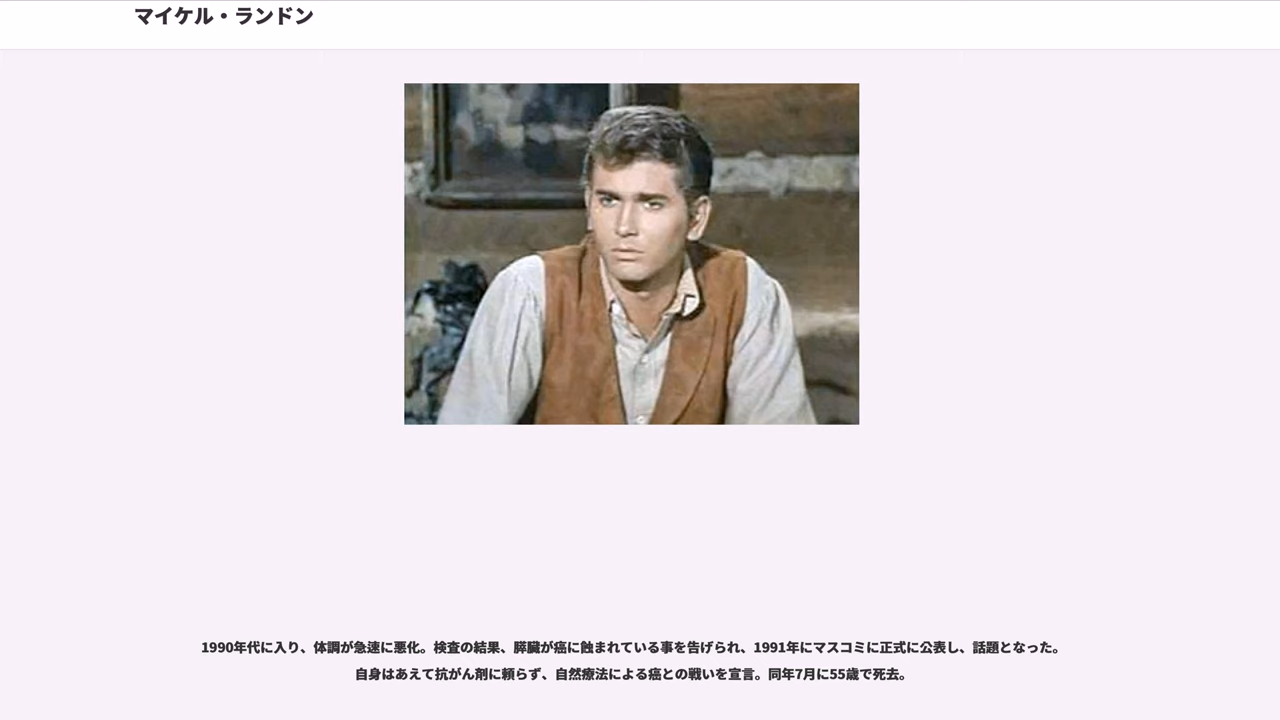 マイケル・ランドン
1990年代に入り、体調が急速に悪化。検査の結果、膵臓が癌に蝕まれている事を告げられ、1991年にマスコミに正式に公表し、話題となった。
自身はあえて抗がん剤に頼らず、自然療法による癌との戦いを宣言。同年7月に55歳で死去。